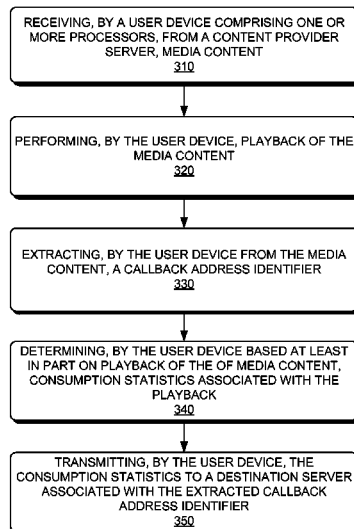 RECEIVING, BY A USER DEVICE COMPRISING ONE OR
MORE PROCESSORS, FROM A CONTENT PROVIDER
SERVER, MEDIA CONTENT
310
PERFORMING, BY THE USER DEVICE, PLAYBACK OF THE
MEDIA CONTENT
320
EXTRACTING, BY THE USER DEVICE FROM THE MEDIA
CONTENT, A CALLBACK ADDRESS IDENTIFIER
330
DETERMINING, BY THE USER DEVICE BASED AT LEAST
IN PART ON PLAYBACK OF THE OF MEDIA CONTENT,
CONSUMPTION STATISTICS ASSOCIATED WITH THE
PLAYBACK
340
TRANSMITTING, BY THE USER DEVICE, THE
CONSUMPTION STATISTICS TO A DESTINATION SERVER
ASSOCIATED WITH THE EXTRACTED CALLBACK
ADDRESS IDENTIFIER
350